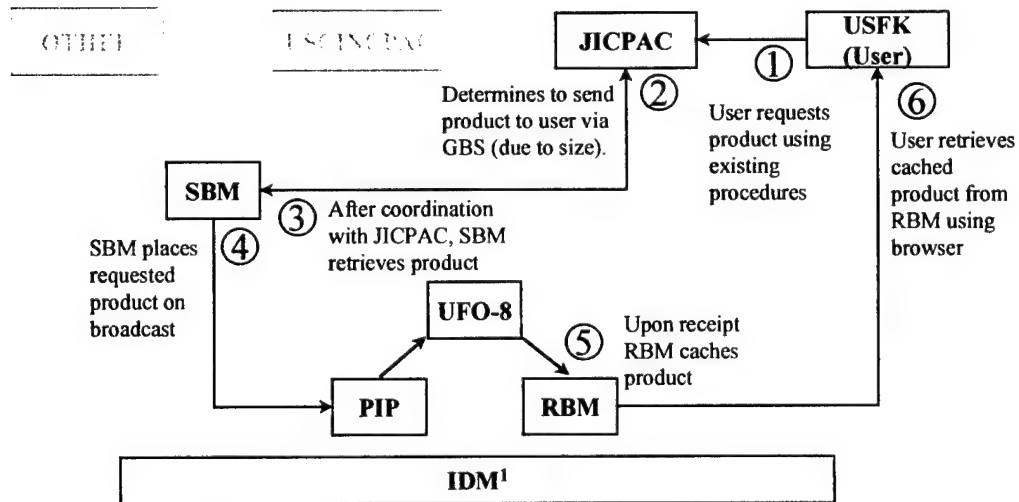 OTHER
USCINCPAC
JICPAC
USFK
(User)
①
②
⑥
Determines to send
product to user via
GBS (due to size).
User requests
product using
existing
procedures
User retrieves
cached
product from
RBM using
browser
SBM
③
After coordination
with JICPAC, SBM
retrieves product
④
SBM places
requested
product on
broadcast
UFO-8
⑤
Upon receipt
RBM caches
product
PIP
RBM
IDM¹